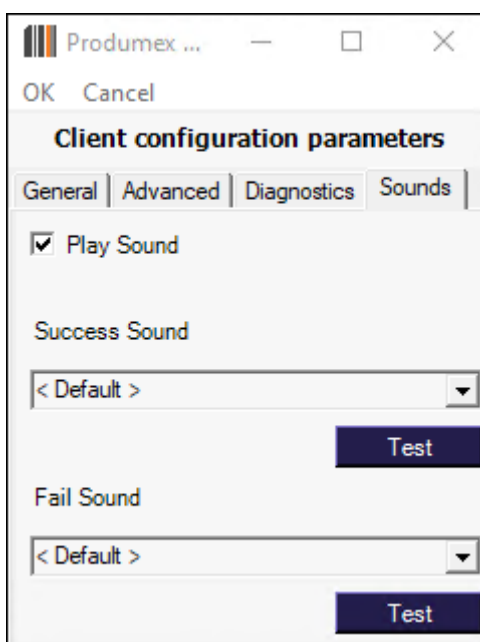 Produmex ...
OK Cancel
Client configuration parameters
General Advanced Diagnostics Sounds
Play Sound
Success Sound
< Default >
Test
Fail Sound
< Default >
Test